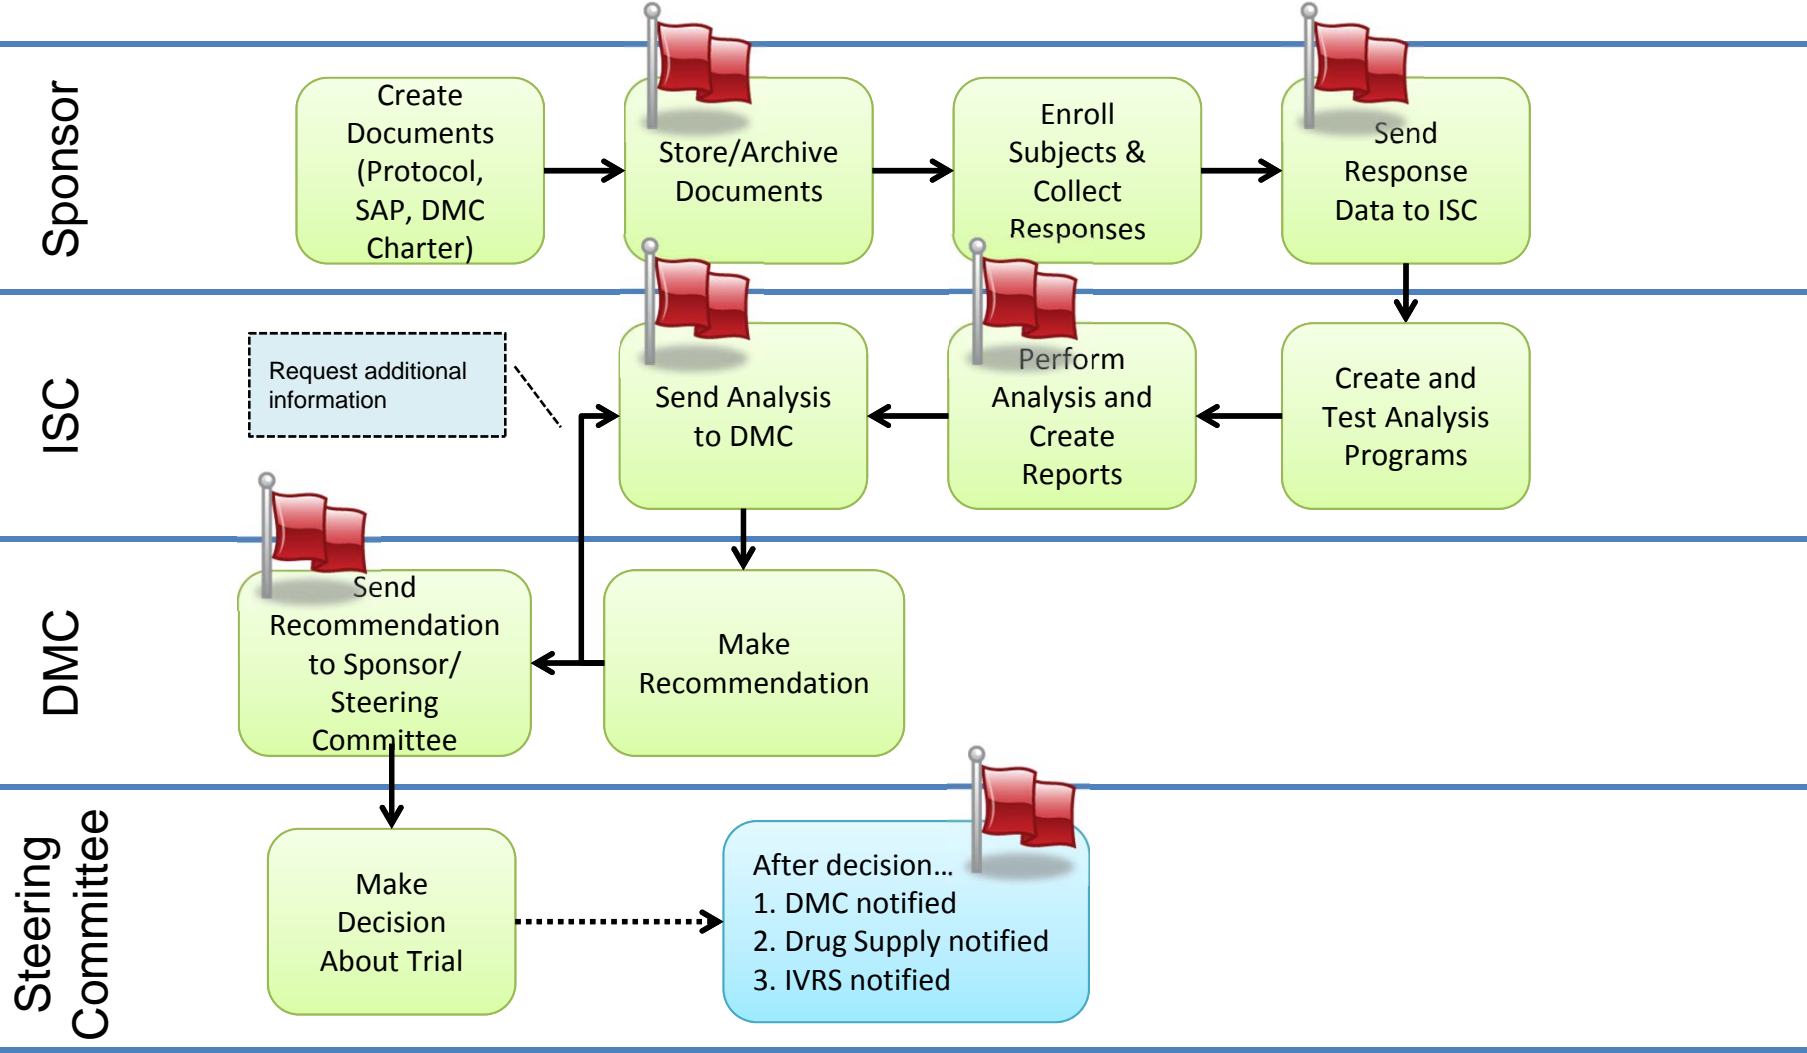 Sponsor
Create
Documents
(Protocol,
SAP, DMC
Charter)
Store/Archive
Documents
Enroll
Subjects &
Collect
Responses
Send
Response
Data to ISC
ISC
Request additional
information
Send Analysis
to DMC
Perform
Analysis and
Create
Reports
Create and
Test Analysis
Programs
DMC
Send
Recommendation
to Sponsor/
Steering
Committee
Make
Recommendation
Steering
Committee
Make
Decision
About Trial
After decision...
1. DMC notified
2. Drug Supply notified
3. IVRS notified